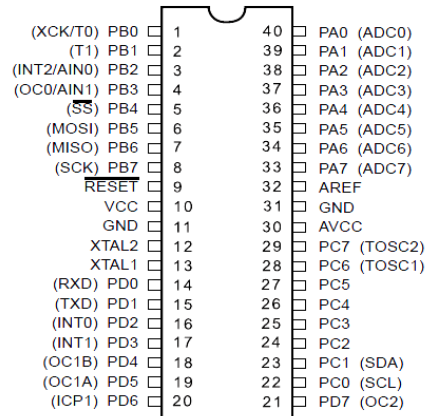 (XCK/T0) PB0 1 40 PA0 (ADC0)
(T1) PB1 2 39 PA1 (ADC1)
(INT2/AIN0) PB2 3 38 PA2 (ADC2)
(OC0/AIN1) PB3 4 37 PA3 (ADC3)
(SS) PB4 5 36 PA4 (ADC4)
(MOSI) PB5 6 35 PA5 (ADC5)
(MISO) PB6 7 34 PA6 (ADC6)
(SCK) PB7 8 33 PA7 (ADC7)
RESET 9 32 AREF
VCC 10 31 GND
GND 11 30 AVCC
XTAL2 12 29 PC7 (TOSC2)
XTAL1 13 28 PC6 (TOSC1)
(RXD) PD0 14 27 PC5
(TXD) PD1 15 26 PC4
(INT0) PD2 16 25 PC3
(INT1) PD3 17 24 PC2
(OC1B) PD4 18 23 PC1 (SDA)
(OC1A) PD5 19 22 PC0 (SCL)
(ICP1) PD6 20 21 PD7 (OC2)